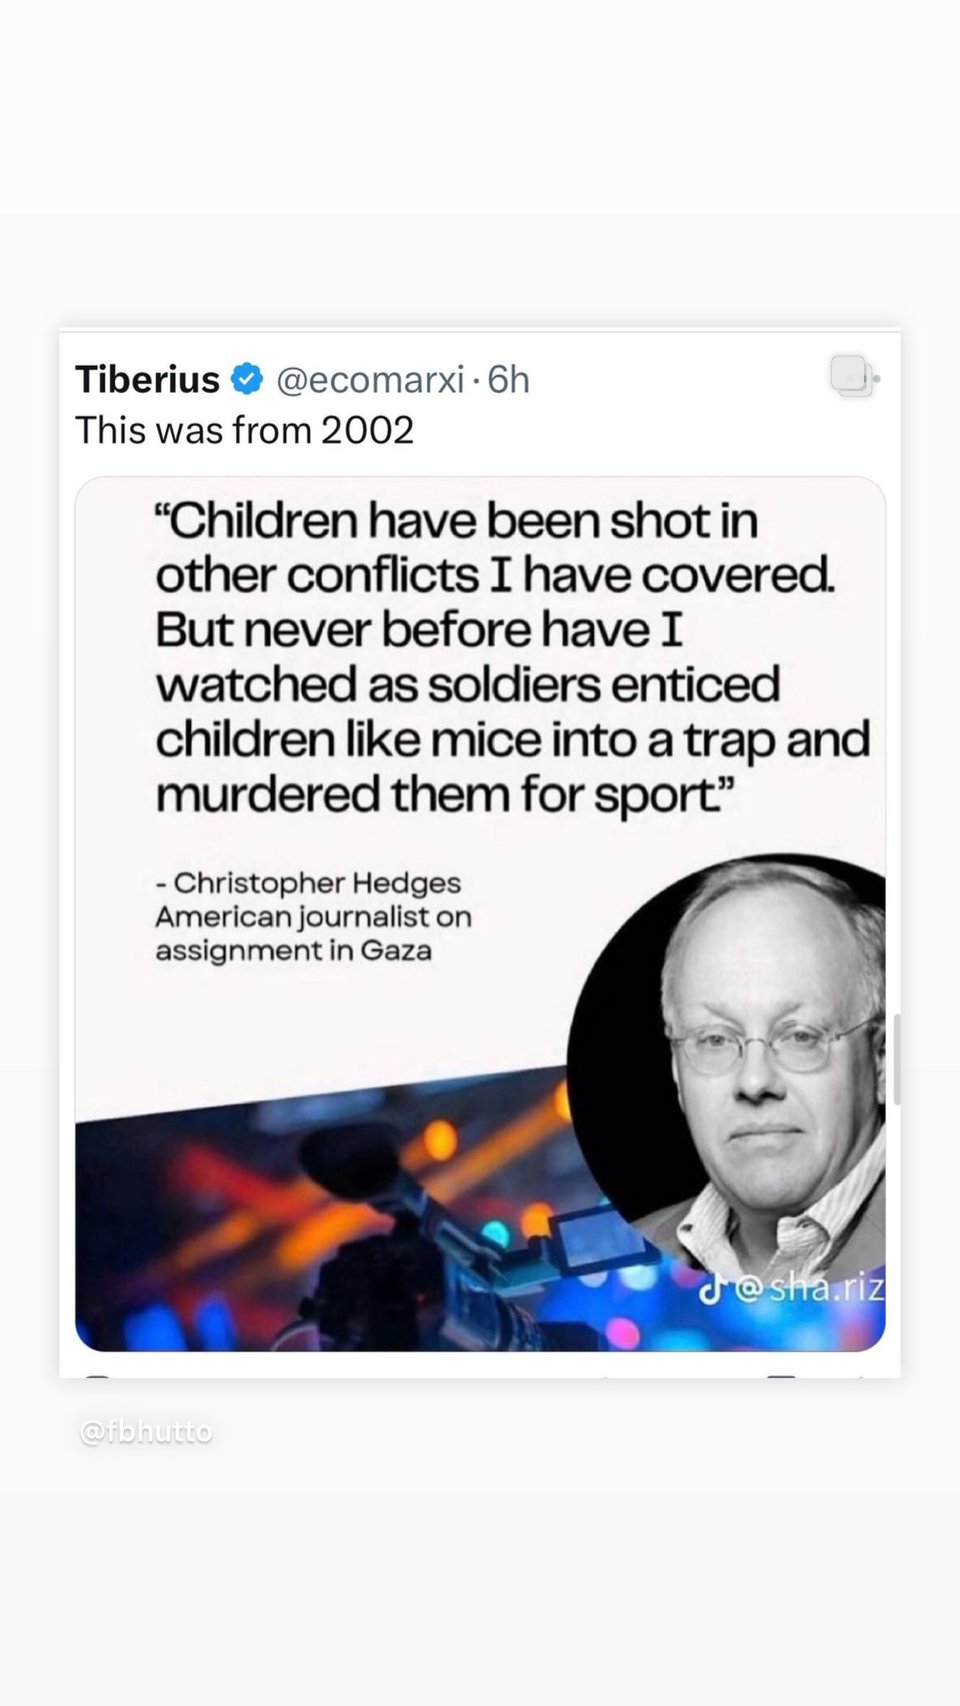 Tiberius @ecomarxi · 6h
This was from 2002
“Children have been shot in
other conflicts I have covered.
But never before have I
watched as soldiers enticed
children like mice into a trap and
murdered them for sport.”
- Christopher Hedges
American journalist on
assignment in Gaza
@sha.riz
@fbhutto